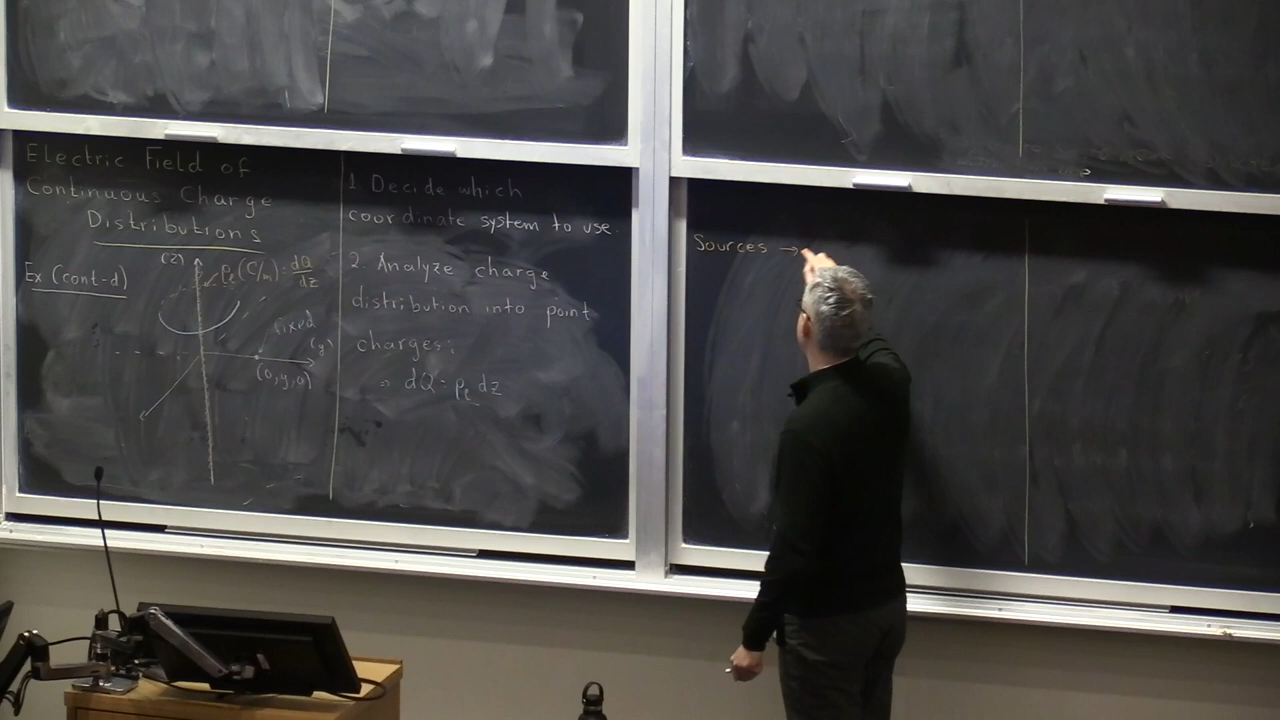 Electric Field of
Continuous Charge
Distributions
Ex (cont-d)
(z)
ρℓ (C/m) = dQ/dz
fixed
(y)
(0, y, 0)
1. Decide which
coordinate system to use.
2. Analyze charge
distribution into point
charges:
⇒ dQ = ρℓ dz
Sources →